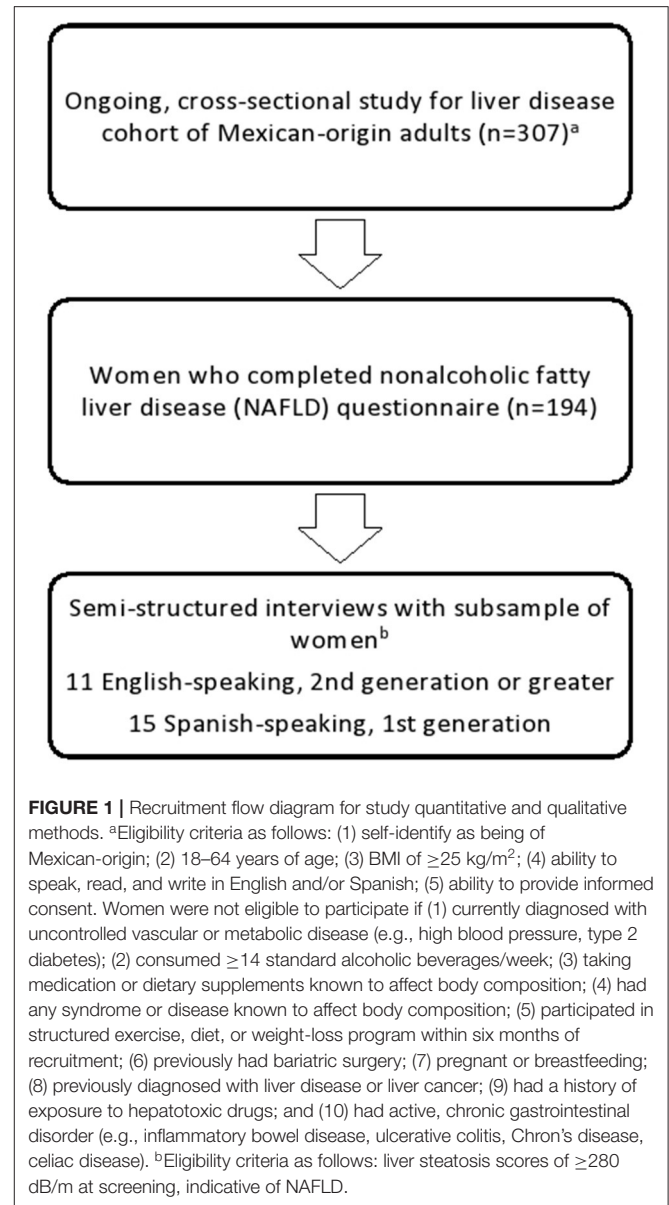 Ongoing, cross-sectional study for liver disease
cohort of Mexican-origin adults (n=307)ᵃ
Women who completed nonalcoholic fatty
liver disease (NAFLD) questionnaire (n=194)
Semi-structured interviews with subsample of
womenᵇ
11 English-speaking, 2nd generation or greater
15 Spanish-speaking, 1st generation
FIGURE 1 | Recruitment flow diagram for study quantitative and qualitative
methods. ᵃEligibility criteria as follows: (1) self-identify as being of
Mexican-origin; (2) 18–64 years of age; (3) BMI of ≥25 kg/m²; (4) ability to
speak, read, and write in English and/or Spanish; (5) ability to provide informed
consent. Women were not eligible to participate if (1) currently diagnosed with
uncontrolled vascular or metabolic disease (e.g., high blood pressure, type 2
diabetes); (2) consumed ≥14 standard alcoholic beverages/week; (3) taking
medication or dietary supplements known to affect body composition; (4) had
any syndrome or disease known to affect body composition; (5) participated in
structured exercise, diet, or weight-loss program within six months of
recruitment; (6) previously had bariatric surgery; (7) pregnant or breastfeeding;
(8) previously diagnosed with liver disease or liver cancer; (9) had a history of
exposure to hepatotoxic drugs; and (10) had active, chronic gastrointestinal
disorder (e.g., inflammatory bowel disease, ulcerative colitis, Chron's disease,
celiac disease). ᵇEligibility criteria as follows: liver steatosis scores of ≥280
dB/m at screening, indicative of NAFLD.